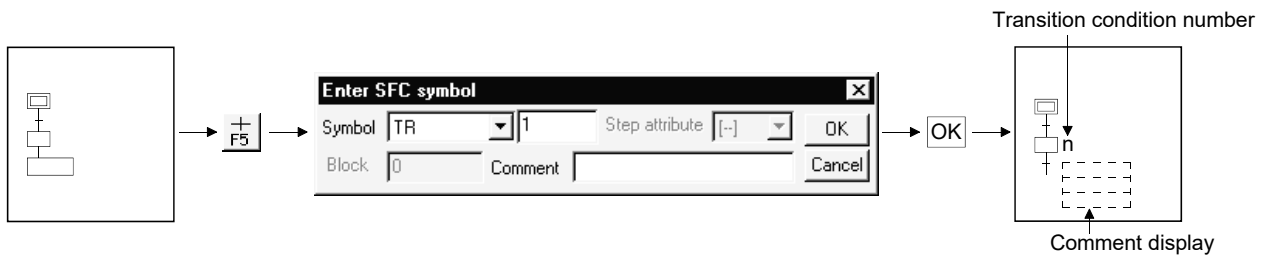 Transition condition number
F5
Enter SFC symbol
Symbol TR 1 Step attribute [--] OK
Block 0 Comment Cancel
OK
n
Comment display